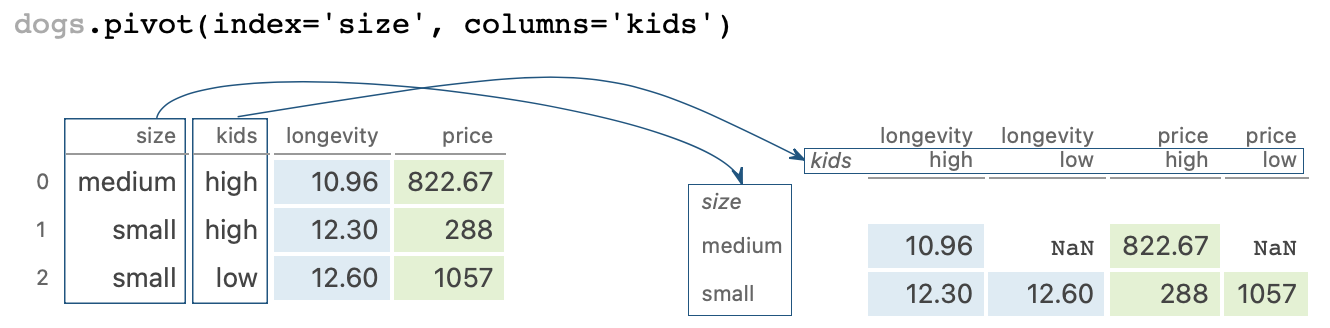 dogs.pivot(index='size', columns='kids')
size kids longevity price
0 medium high 10.96 822.67
1 small high 12.30 288
2 small low 12.60 1057
longevity longevity price price
kids high low high low
size
medium 10.96 NaN 822.67 NaN
small 12.30 12.60 288 1057